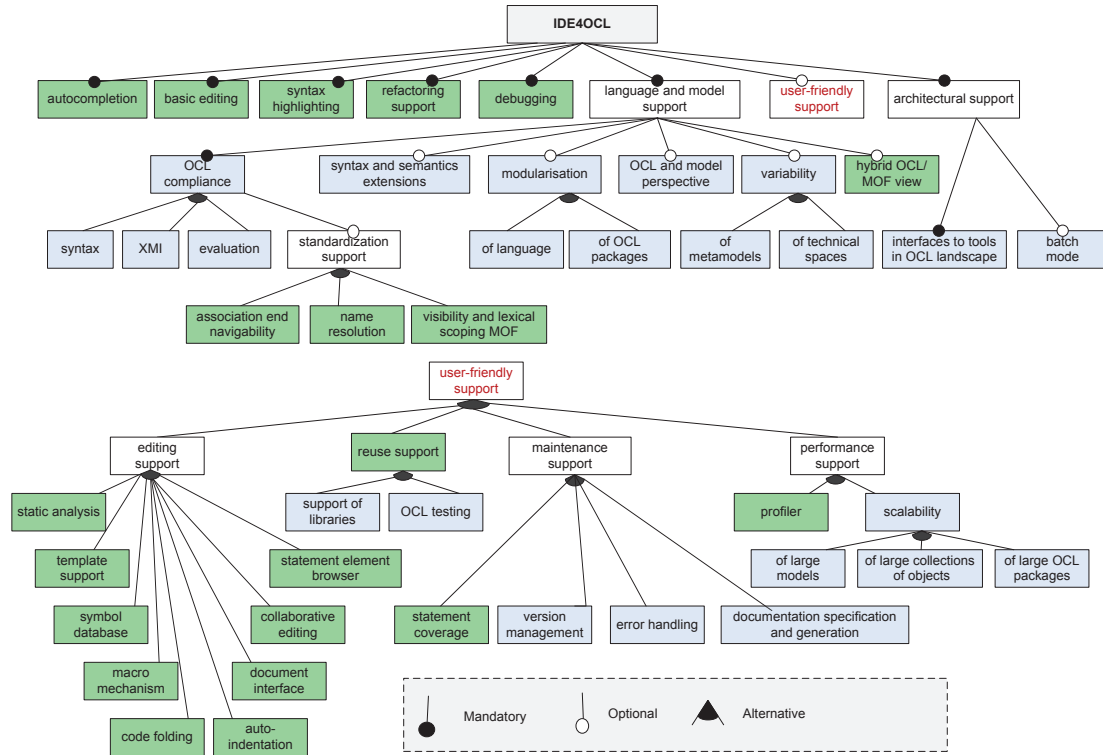 IDE4OCL
autocompletion
basic editing
syntax
highlighting
refactoring
support
debugging
language and model
support
user-friendly
support
architectural support
OCL
compliance
syntax and semantics
extensions
modularisation
OCL and model
perspective
variability
hybrid OCL/
MOF view
syntax
XMI
evaluation
standardization
support
of language
of OCL
packages
of
metamodels
of technical
spaces
interfaces to tools
in OCL landscape
batch
mode
association end
navigability
name
resolution
visibility and lexical
scoping MOF
user-friendly
support
editing
support
reuse support
maintenance
support
performance
support
static analysis
support of
libraries
OCL testing
profiler
scalability
template
support
statement element
browser
of large
models
of large collections
of objects
of large OCL
packages
symbol
database
collaborative
editing
statement
coverage
version
management
error handling
documentation specification
and generation
macro
mechanism
document
interface
code folding
auto-
indentation
Mandatory
Optional
Alternative